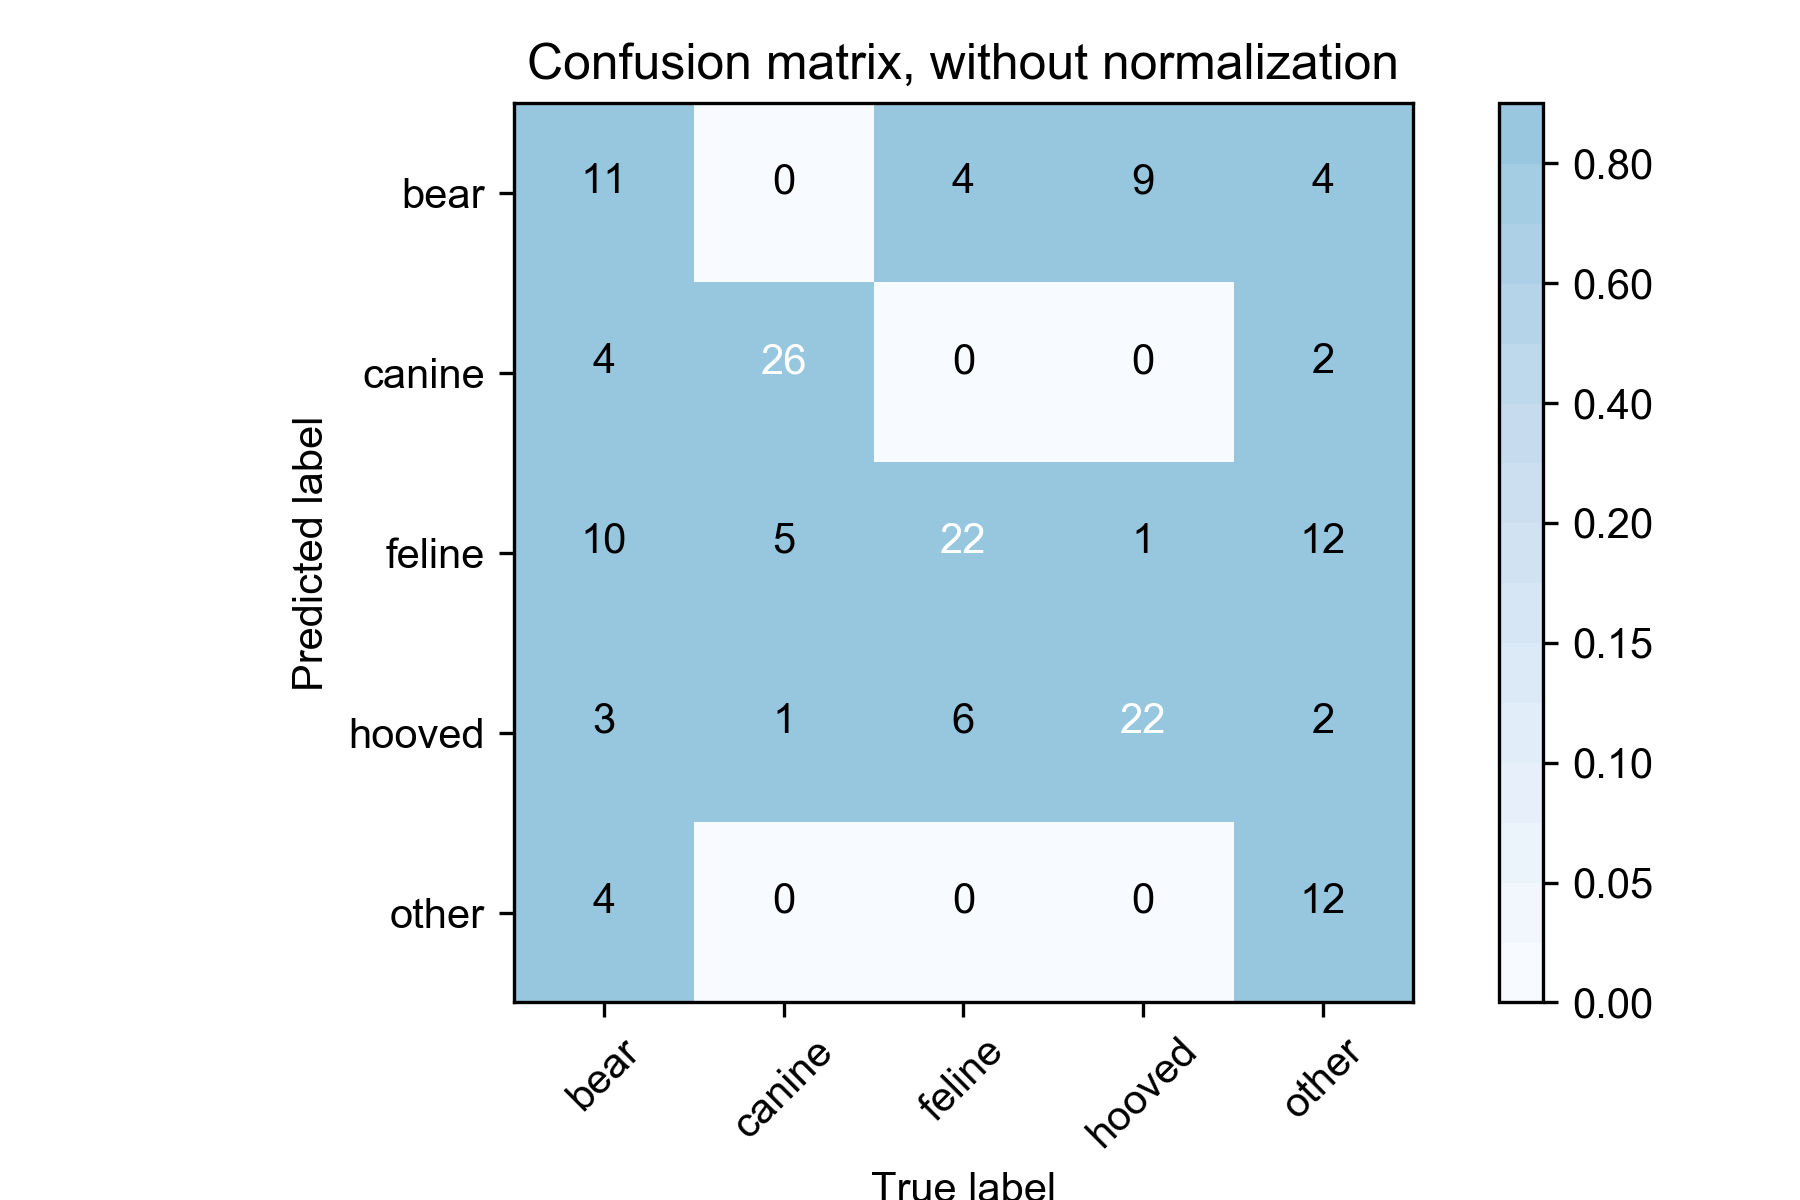 Confusion matrix, without normalization
bear 11 0 4 9 4
canine 4 26 0 0 2
feline 10 5 22 1 12
hooved 3 1 6 22 2
other 4 0 0 0 12
bear canine feline hooved other
Predicted label
True label
0.80
0.60
0.40
0.20
0.15
0.10
0.05
0.00